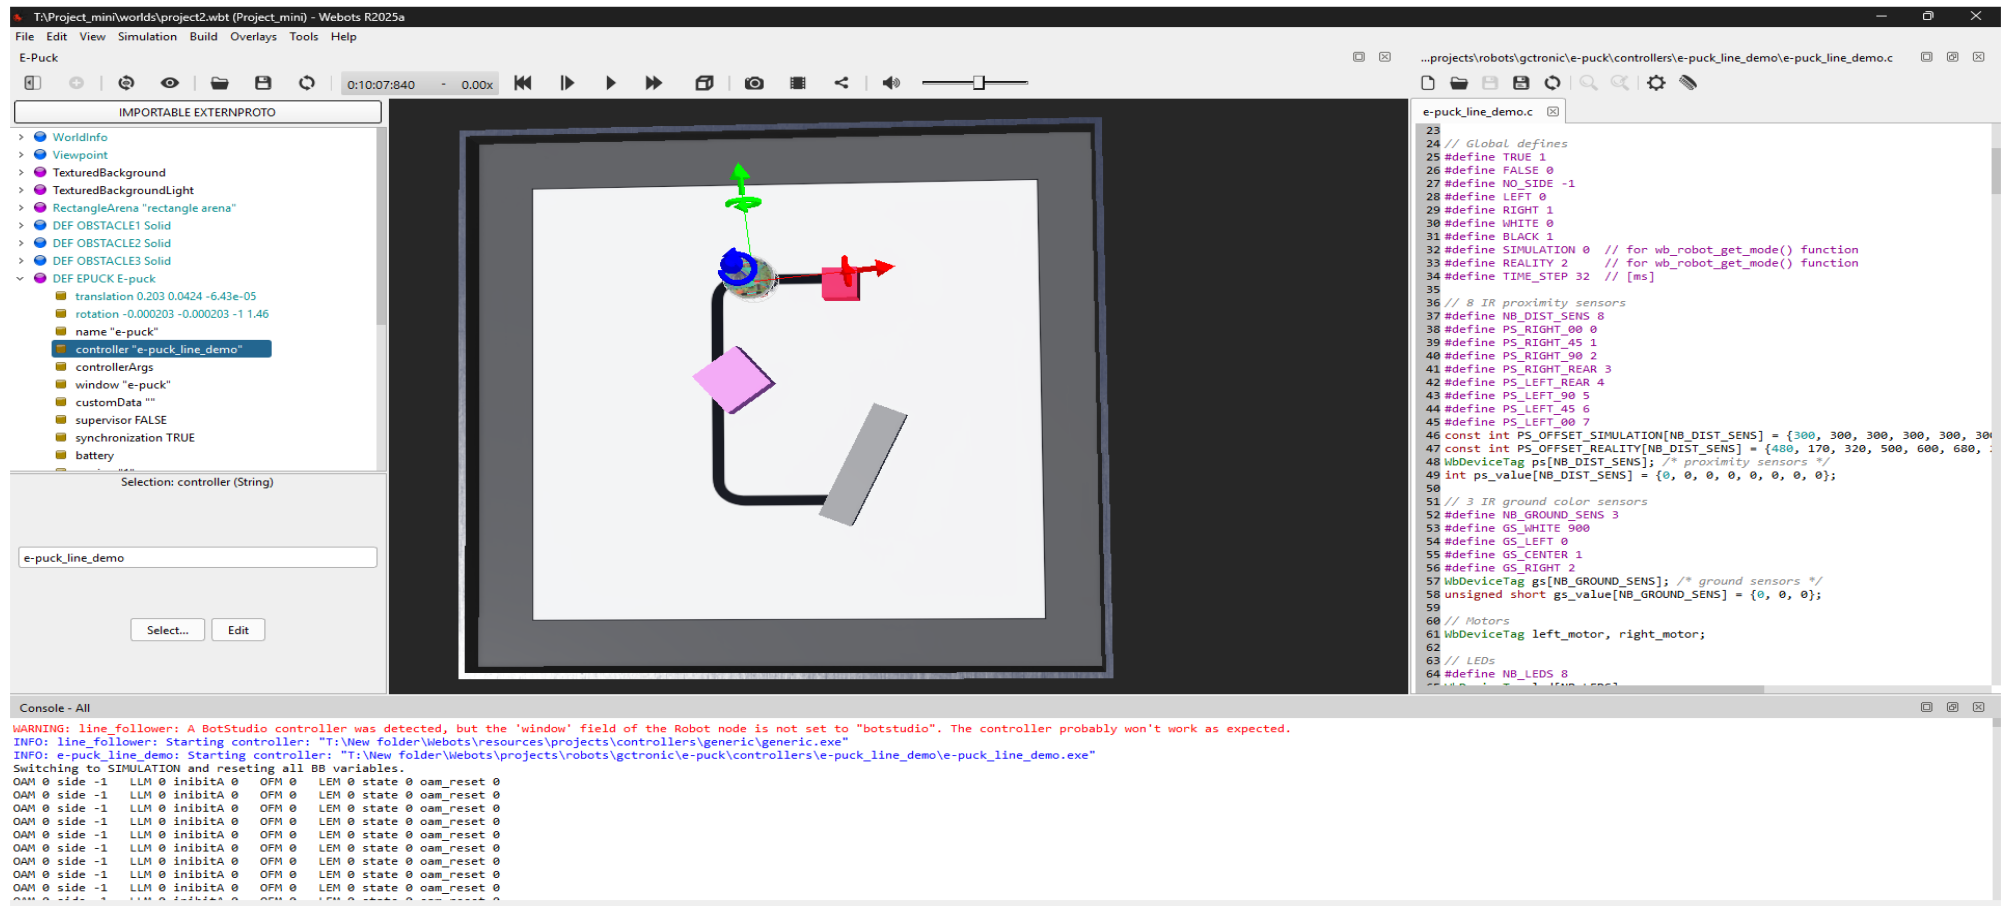 T:\Project_mini\worlds\project2.wbt (Project_mini) - Webots R2025a
File Edit View Simulation Build Overlays Tools Help
E-Puck
0:10:07:840 - 0.00x
IMPORTABLE EXTERNPROTO
WorldInfo
Viewpoint
TexturedBackground
TexturedBackgroundLight
RectangleArena "rectangle arena"
DEF OBSTACLE1 Solid
DEF OBSTACLE2 Solid
DEF OBSTACLE3 Solid
DEF EPUCK E-puck
translation 0.203 0.0424 -6.43e-05
rotation -0.000203 -0.000203 -1 1.46
name "e-puck"
controller "e-puck_line_demo"
controllerArgs
window "e-puck"
customData ""
supervisor FALSE
synchronization TRUE
battery
Selection: controller (String)
e-puck_line_demo
Select... Edit
...projects\robots\gctronic\e-puck\controllers\e-puck_line_demo\e-puck_line_demo.c
e-puck_line_demo.c
23
24 // Global defines
25 #define TRUE 1
26 #define FALSE 0
27 #define NO_SIDE -1
28 #define LEFT 0
29 #define RIGHT 1
30 #define WHITE 0
31 #define BLACK 1
32 #define SIMULATION 0 // for wb_robot_get_mode() function
33 #define REALITY 2 // for wb_robot_get_mode() function
34 #define TIME_STEP 32 // [ms]
35
36 // 8 IR proximity sensors
37 #define NB_DIST_SENS 8
38 #define PS_RIGHT_00 0
39 #define PS_RIGHT_45 1
40 #define PS_RIGHT_90 2
41 #define PS_RIGHT_REAR 3
42 #define PS_LEFT_REAR 4
43 #define PS_LEFT_90 5
44 #define PS_LEFT_45 6
45 #define PS_LEFT_00 7
46 const int PS_OFFSET_SIMULATION[NB_DIST_SENS] = {300, 300, 300, 300, 300, 30
47 const int PS_OFFSET_REALITY[NB_DIST_SENS] = {480, 170, 320, 500, 600, 680,
48 WbDeviceTag ps[NB_DIST_SENS]; /* proximity sensors */
49 int ps_value[NB_DIST_SENS] = {0, 0, 0, 0, 0, 0, 0, 0};
50
51 // 3 IR ground color sensors
52 #define NB_GROUND_SENS 3
53 #define GS_WHITE 900
54 #define GS_LEFT 0
55 #define GS_CENTER 1
56 #define GS_RIGHT 2
57 WbDeviceTag gs[NB_GROUND_SENS]; /* ground sensors */
58 unsigned short gs_value[NB_GROUND_SENS] = {0, 0, 0};
59
60 // Motors
61 WbDeviceTag left_motor, right_motor;
62
63 // LEDs
64 #define NB_LEDS 8
Console - All
WARNING: line_follower: A BotStudio controller was detected, but the 'window' field of the Robot node is not set to "botstudio". The controller probably won't work as expected.
INFO: line_follower: Starting controller: "T:\New folder\Webots\resources\projects\controllers\generic\generic.exe"
INFO: e-puck_line_demo: Starting controller: "T:\New folder\Webots\projects\robots\gctronic\e-puck\controllers\e-puck_line_demo\e-puck_line_demo.exe"
Switching to SIMULATION and reseting all BB variables.
OAM 0 side -1 LLM 0 inibitA 0 OFM 0 LEM 0 state 0 oam_reset 0
OAM 0 side -1 LLM 0 inibitA 0 OFM 0 LEM 0 state 0 oam_reset 0
OAM 0 side -1 LLM 0 inibitA 0 OFM 0 LEM 0 state 0 oam_reset 0
OAM 0 side -1 LLM 0 inibitA 0 OFM 0 LEM 0 state 0 oam_reset 0
OAM 0 side -1 LLM 0 inibitA 0 OFM 0 LEM 0 state 0 oam_reset 0
OAM 0 side -1 LLM 0 inibitA 0 OFM 0 LEM 0 state 0 oam_reset 0
OAM 0 side -1 LLM 0 inibitA 0 OFM 0 LEM 0 state 0 oam_reset 0
OAM 0 side -1 LLM 0 inibitA 0 OFM 0 LEM 0 state 0 oam_reset 0
OAM 0 side -1 LLM 0 inibitA 0 OFM 0 LEM 0 state 0 oam_reset 0